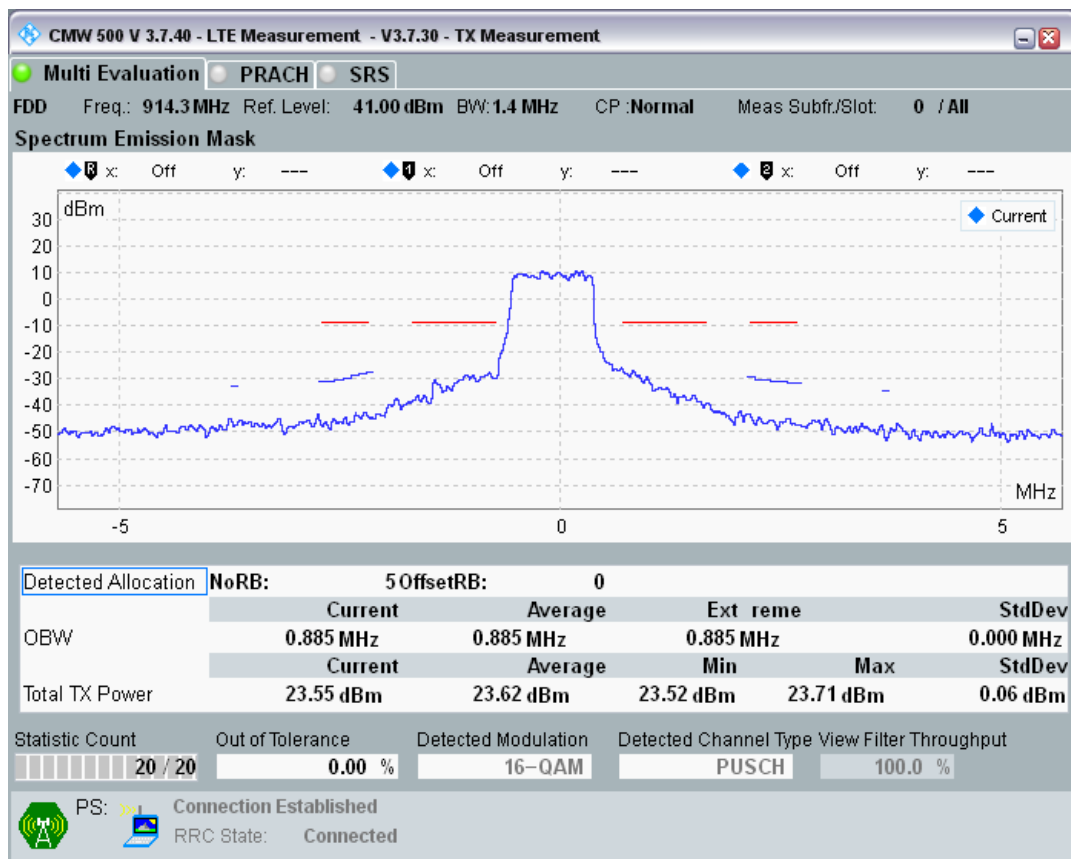 CMW 500 V 3.7.40 - LTE Measurement - V3.7.30 - TX Measurement
Multi Evaluation PRACH SRS
FDD Freq.: 914.3 MHz Ref. Level: 41.00 dBm BW: 1.4 MHz CP :Normal Meas Subfr./Slot: 0 / All
Spectrum Emission Mask
R x: Off y: --- 1 x: Off y: --- 2 x: Off y: ---
dBm
Current
30
20
10
0
-10
-20
-30
-40
-50
-60
-70
MHz
-5 0 5
Detected Allocation NoRB: 5 OffsetRB: 0
Current Average Ext reme StdDev
OBW 0.885 MHz 0.885 MHz 0.885 MHz 0.000 MHz
Current Average Min Max StdDev
Total TX Power 23.55 dBm 23.62 dBm 23.52 dBm 23.71 dBm 0.06 dBm
Statistic Count Out of Tolerance Detected Modulation Detected Channel Type View Filter Throughput
20 / 20 0.00 % 16-QAM PUSCH 100.0 %
PS: Connection Established
RRC State: Connected